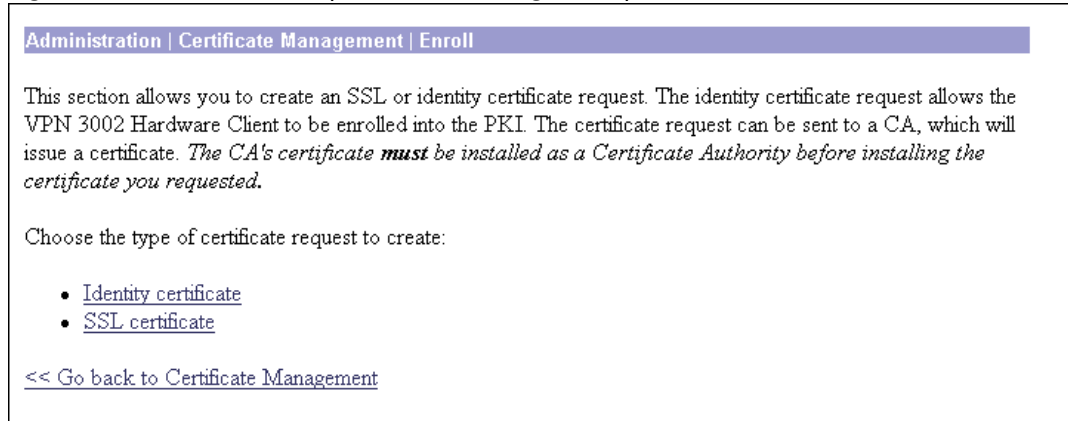 Administration | Certificate Management | Enroll
This section allows you to create an SSL or identity certificate request. The identity certificate request allows the
VPN 3002 Hardware Client to be enrolled into the PKI. The certificate request can be sent to a CA, which will
issue a certificate. The CA's certificate must be installed as a Certificate Authority before installing the
certificate you requested.
Choose the type of certificate request to create:
• Identity certificate
• SSL certificate
<< Go back to Certificate Management